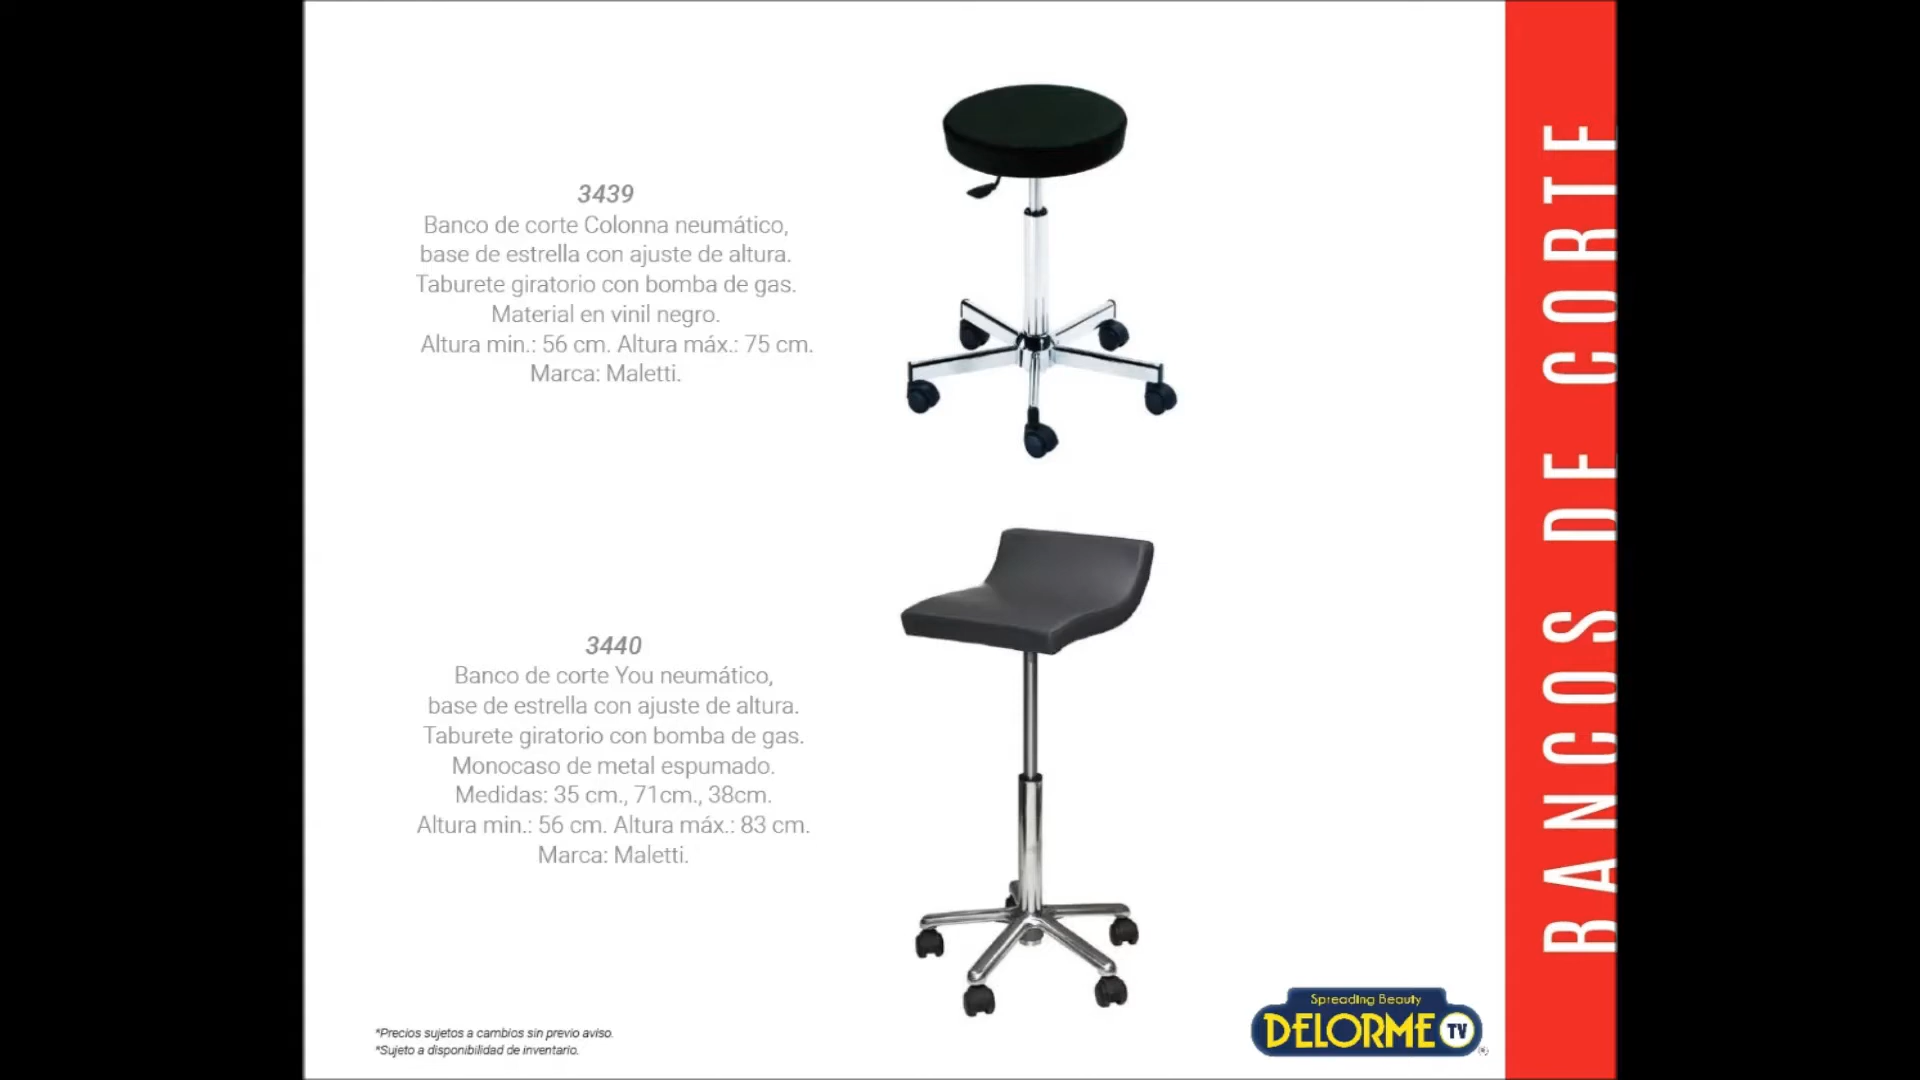 3439
Banco de corte Colonna neumático,
base de estrella con ajuste de altura.
Taburete giratorio con bomba de gas.
Material en vinil negro.
Altura min.: 56 cm. Altura máx.: 75 cm.
Marca: Maletti.
3440
Banco de corte You neumático,
base de estrella con ajuste de altura.
Taburete giratorio con bomba de gas.
Monocaso de metal espumado.
Medidas: 35 cm., 71cm., 38cm.
Altura min.: 56 cm. Altura máx.: 83 cm.
Marca: Maletti.
*Precios sujetos a cambios sin previo aviso.
*Sujeto a disponibilidad de inventario.
Spreading Beauty
DELORME TV
BANCOS DE CORTE